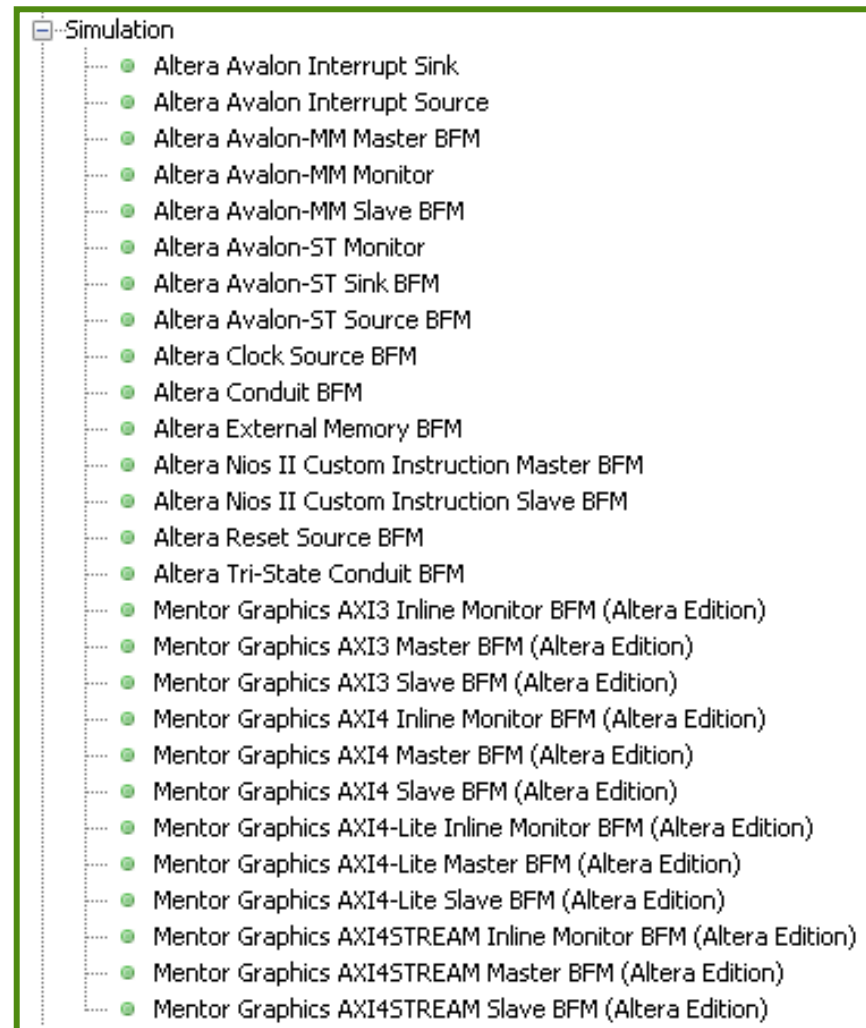 Simulation
Altera Avalon Interrupt Sink
Altera Avalon Interrupt Source
Altera Avalon-MM Master BFM
Altera Avalon-MM Monitor
Altera Avalon-MM Slave BFM
Altera Avalon-ST Monitor
Altera Avalon-ST Sink BFM
Altera Avalon-ST Source BFM
Altera Clock Source BFM
Altera Conduit BFM
Altera External Memory BFM
Altera Nios II Custom Instruction Master BFM
Altera Nios II Custom Instruction Slave BFM
Altera Reset Source BFM
Altera Tri-State Conduit BFM
Mentor Graphics AXI3 Inline Monitor BFM (Altera Edition)
Mentor Graphics AXI3 Master BFM (Altera Edition)
Mentor Graphics AXI3 Slave BFM (Altera Edition)
Mentor Graphics AXI4 Inline Monitor BFM (Altera Edition)
Mentor Graphics AXI4 Master BFM (Altera Edition)
Mentor Graphics AXI4 Slave BFM (Altera Edition)
Mentor Graphics AXI4-Lite Inline Monitor BFM (Altera Edition)
Mentor Graphics AXI4-Lite Master BFM (Altera Edition)
Mentor Graphics AXI4-Lite Slave BFM (Altera Edition)
Mentor Graphics AXI4STREAM Inline Monitor BFM (Altera Edition)
Mentor Graphics AXI4STREAM Master BFM (Altera Edition)
Mentor Graphics AXI4STREAM Slave BFM (Altera Edition)